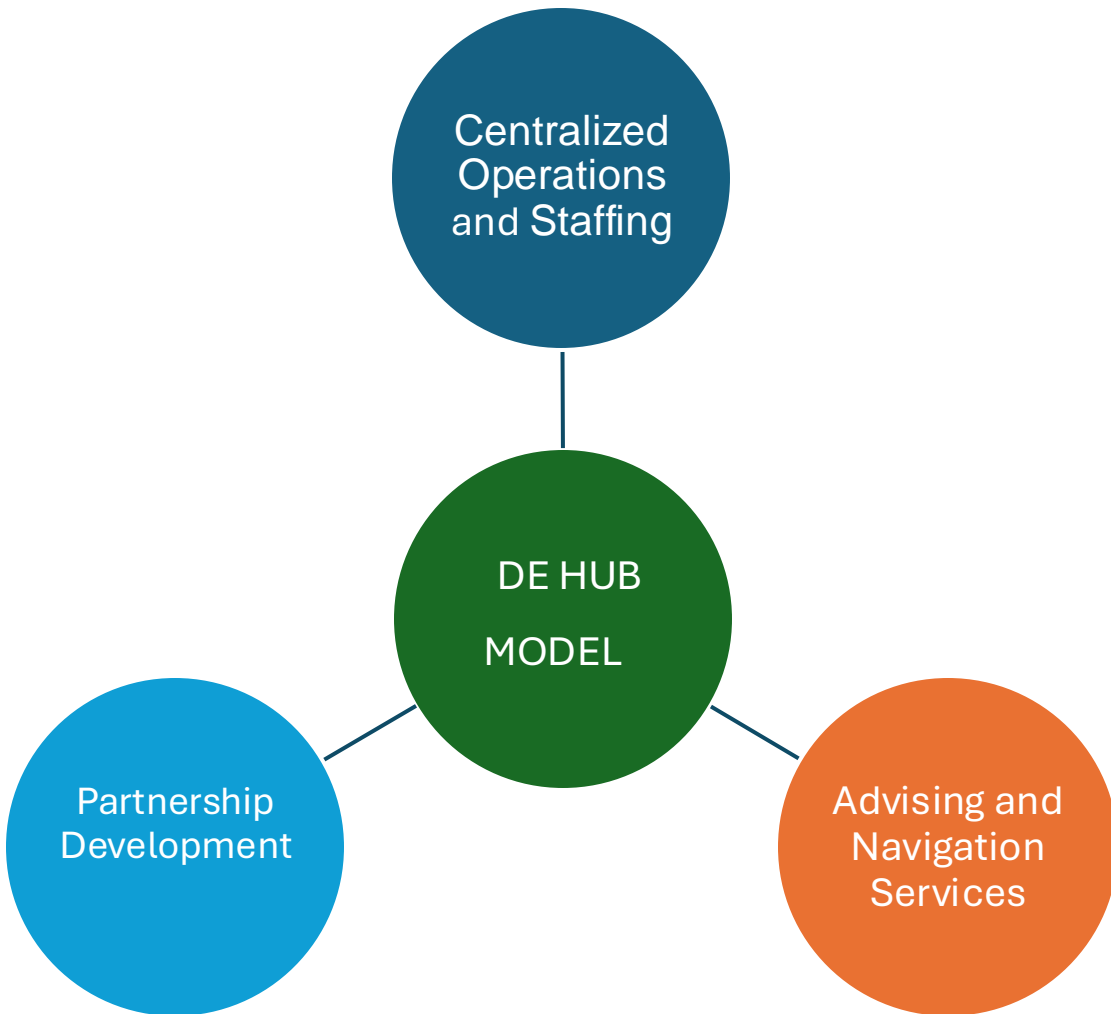 Centralized
Operations
and Staffing
DE HUB
MODEL
Partnership
Development
Advising and
Navigation
Services